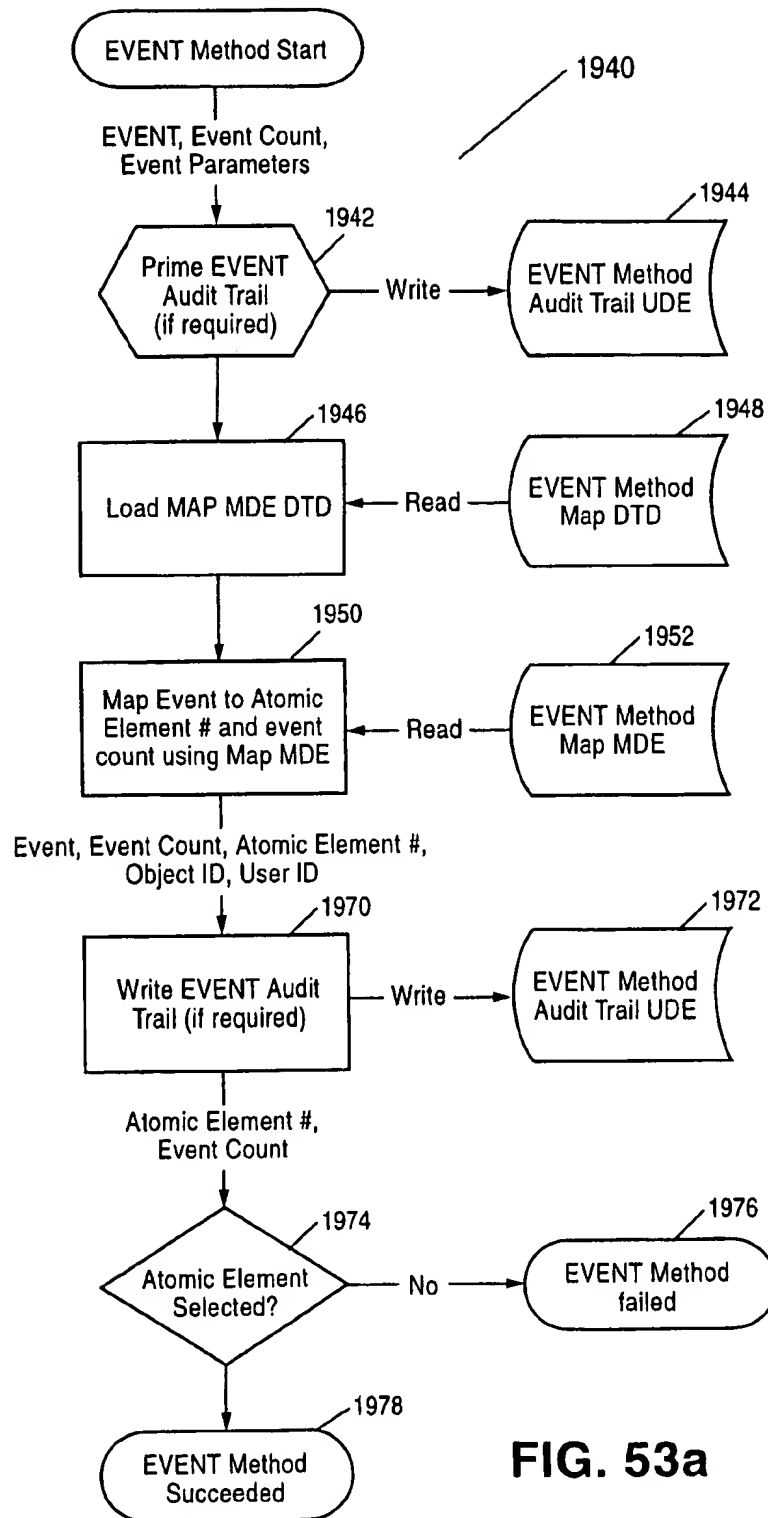 EVENT Method Start
1940
EVENT, Event Count,
Event Parameters
1942
1944
Prime EVENT
Audit Trail
(if required)
Write
EVENT Method
Audit Trail UDE
1946
1948
Load MAP MDE DTD
Read
EVENT Method
Map DTD
1950
1952
Map Event to Atomic
Element # and event
count using Map MDE
Read
EVENT Method
Map MDE
Event, Event Count, Atomic Element #,
Object ID, User ID
1970
1972
Write EVENT Audit
Trail (if required)
Write
EVENT Method
Audit Trail UDE
Atomic Element #,
Event Count
1974
1976
Atomic Element
Selected?
No
EVENT Method
failed
1978
EVENT Method
Succeeded
FIG. 53a